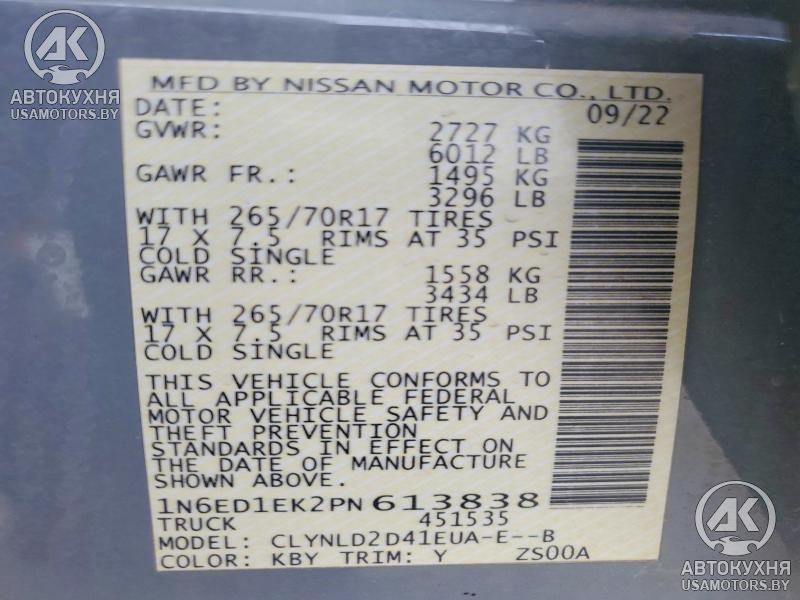 AK
АВТОКУХНЯ
USAMOTORS.BY
MFD BY NISSAN MOTOR CO., LTD.
DATE: 09/22
GVWR: 2727 KG
6012 LB
GAWR FR.: 1495 KG
3296 LB
WITH 265/70R17 TIRES
17 X 7.5 RIMS AT 35 PSI
COLD SINGLE
GAWR RR.: 1558 KG
3434 LB
WITH 265/70R17 TIRES
17 X 7.5 RIMS AT 35 PSI
COLD SINGLE
THIS VEHICLE CONFORMS TO
ALL APPLICABLE FEDERAL
MOTOR VEHICLE SAFETY AND
THEFT PREVENTION
STANDARDS IN EFFECT ON
THE DATE OF MANUFACTURE
SHOWN ABOVE.
1N6ED1EK2PN 613838
TRUCK 451535
MODEL: CLYNLD2D41EUA-E--B
COLOR: KBY TRIM: Y ZS00A
AK
АВТОКУХНЯ
USAMOTORS.BY